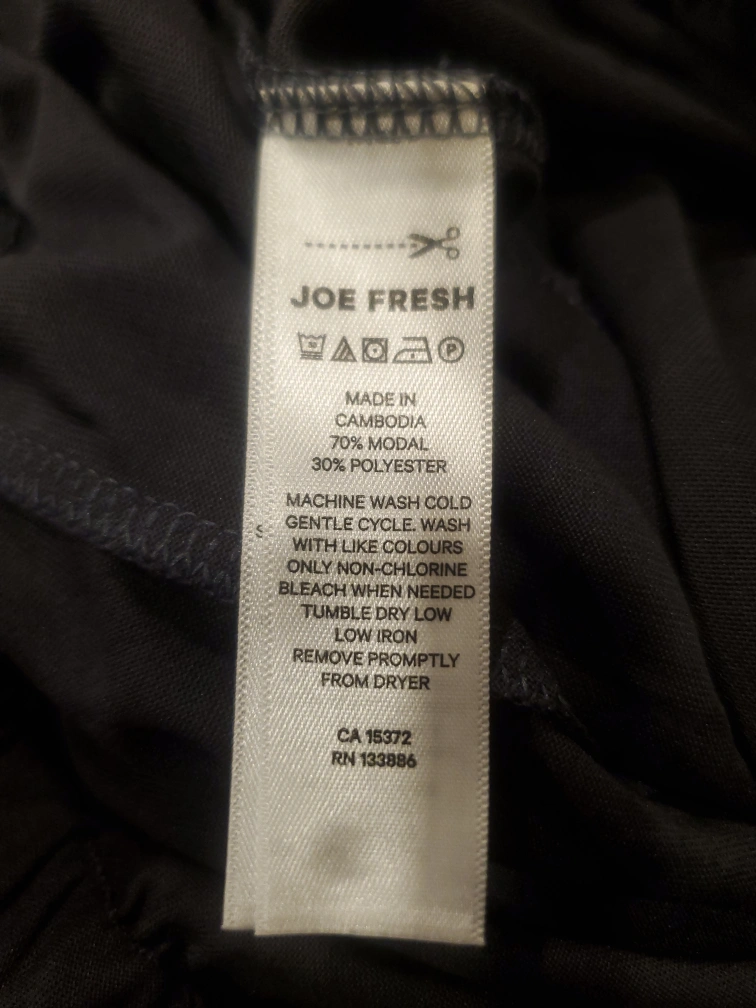 JOE FRESH
P
MADE IN
CAMBODIA
70% MODAL
30% POLYESTER
MACHINE WASH COLD
GENTLE CYCLE. WASH
WITH LIKE COLOURS
ONLY NON-CHLORINE
BLEACH WHEN NEEDED
TUMBLE DRY LOW
LOW IRON
REMOVE PROMPTLY
FROM DRYER
CA 15372
RN 133886